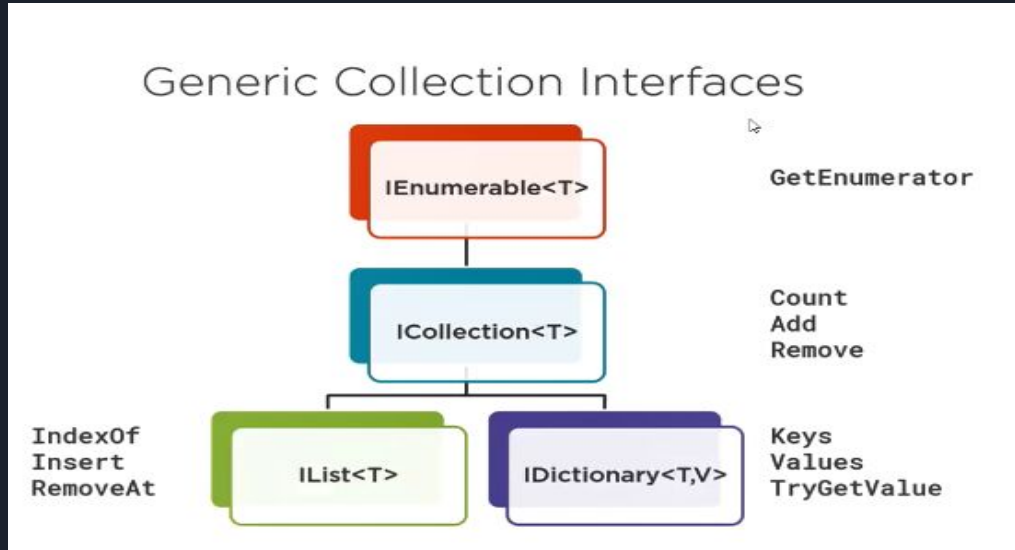 Generic Collection Interfaces
IEnumerable<T>
GetEnumerator
ICollection<T>
Count
Add
Remove
IndexOf
Insert
RemoveAt
IList<T>
IDictionary<T,V>
Keys
Values
TryGetValue